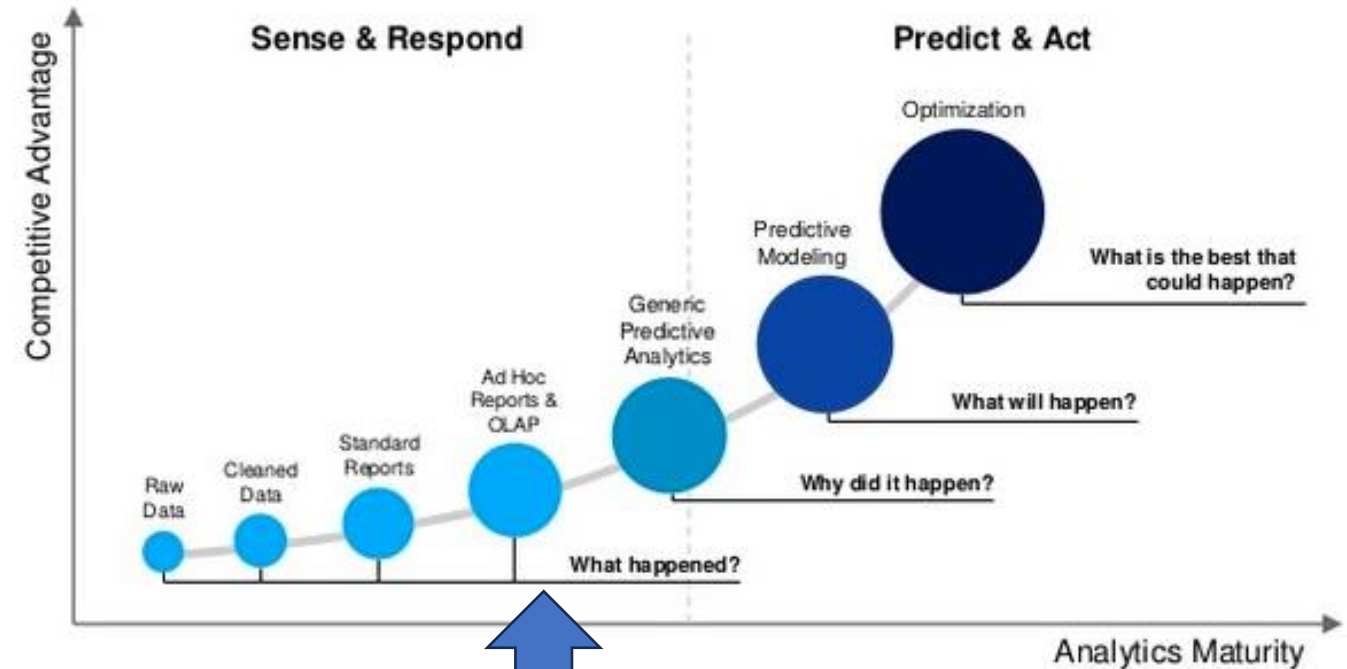 Sense & Respond
Predict & Act
Competitive Advantage
Optimization
Predictive
Modeling
What is the best that
could happen?
Generic
Predictive
Analytics
What will happen?
Ad Hoc
Reports &
OLAP
Why did it happen?
Standard
Reports
Cleaned
Data
Raw
Data
What happened?
Analytics Maturity